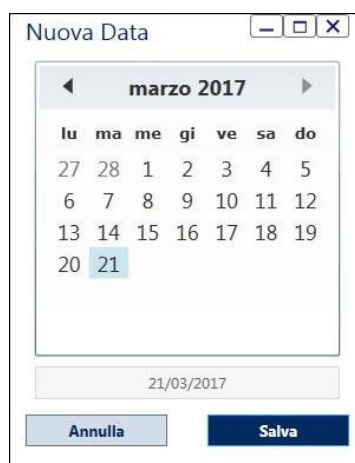 Nuova Data
marzo 2017
lu ma me gi ve sa do
27 28 1 2 3 4 5
6 7 8 9 10 11 12
13 14 15 16 17 18 19
20 21
21/03/2017
Annulla Salva